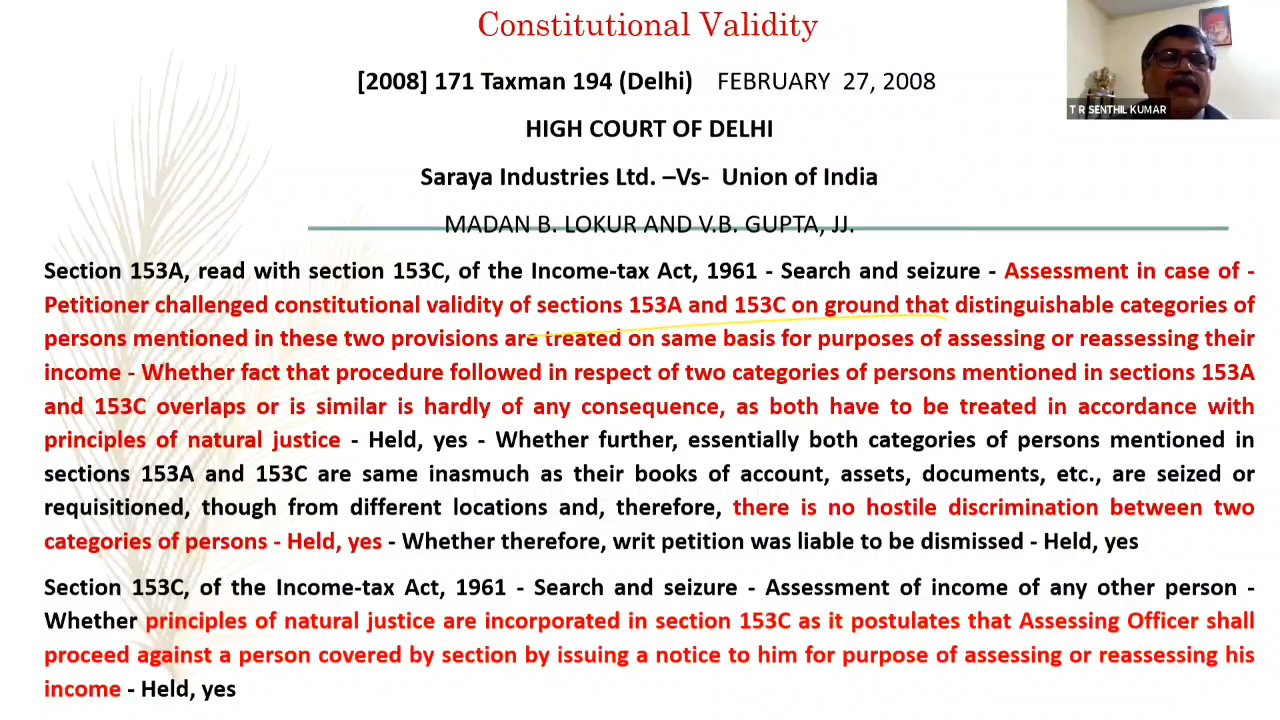 Constitutional Validity
[2008] 171 Taxman 194 (Delhi) FEBRUARY 27, 2008
T R SENTHIL KUMAR
HIGH COURT OF DELHI
Saraya Industries Ltd. –Vs- Union of India
MADAN B. LOKUR AND V.B. GUPTA, JJ.
Section 153A, read with section 153C, of the Income-tax Act, 1961 - Search and seizure - Assessment in case of -
Petitioner challenged constitutional validity of sections 153A and 153C on ground that distinguishable categories of
persons mentioned in these two provisions are treated on same basis for purposes of assessing or reassessing their
income - Whether fact that procedure followed in respect of two categories of persons mentioned in sections 153A
and 153C overlaps or is similar is hardly of any consequence, as both have to be treated in accordance with
principles of natural justice - Held, yes - Whether further, essentially both categories of persons mentioned in
sections 153A and 153C are same inasmuch as their books of account, assets, documents, etc., are seized or
requisitioned, though from different locations and, therefore, there is no hostile discrimination between two
categories of persons - Held, yes - Whether therefore, writ petition was liable to be dismissed - Held, yes
Section 153C, of the Income-tax Act, 1961 - Search and seizure - Assessment of income of any other person -
Whether principles of natural justice are incorporated in section 153C as it postulates that Assessing Officer shall
proceed against a person covered by section by issuing a notice to him for purpose of assessing or reassessing his
income - Held, yes